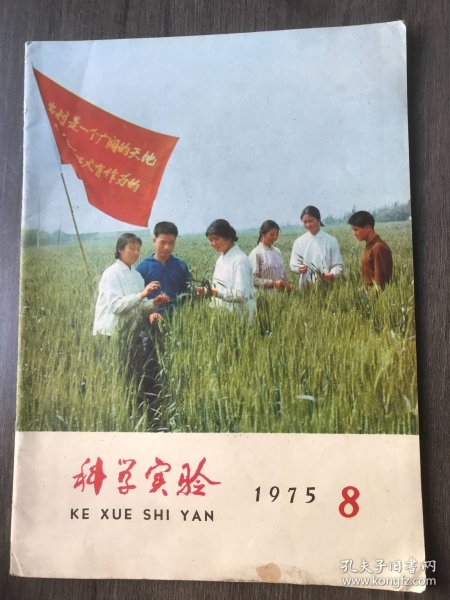 农村是一个广阔的天地
天有作为的
科学实验
1975 8
KE XUE SHI YAN
孔夫子旧书网
www.kongfz.com